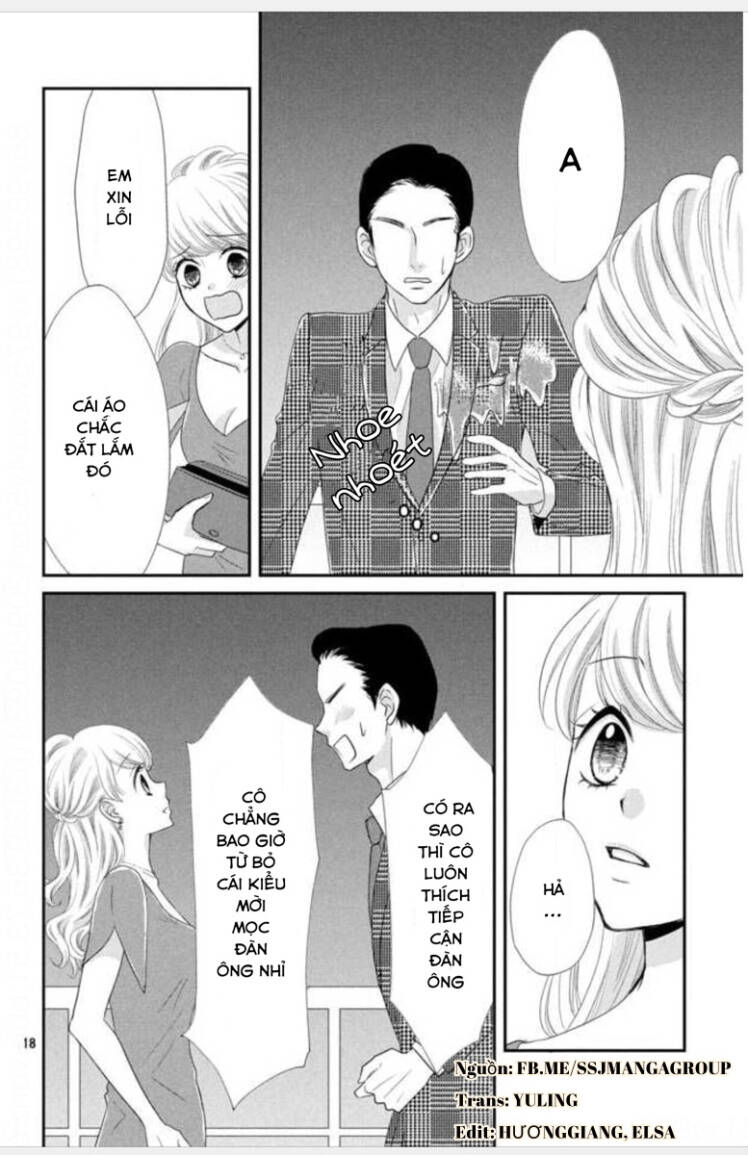 A
Nhoe
nhoét
EM
XIN
LỖI
CÁI ÁO
CHẮC
ĐẮT LẮM
ĐÓ
HẢ
...
CÓ RA
SAO
THÌ CÔ
LUÔN
THÍCH
TIẾP
CẬN
ĐÀN
ÔNG
CÔ
CHẲNG
BAO GIỜ
TỪ BỎ
CÁI KIỂU
MỜI
MỌC
ĐÀN
ÔNG NHỈ
18
Nguồn: FB.ME/SSJMANGAGROUP
Trans: YULING
Edit: HƯƠNGGIANG, ELSA